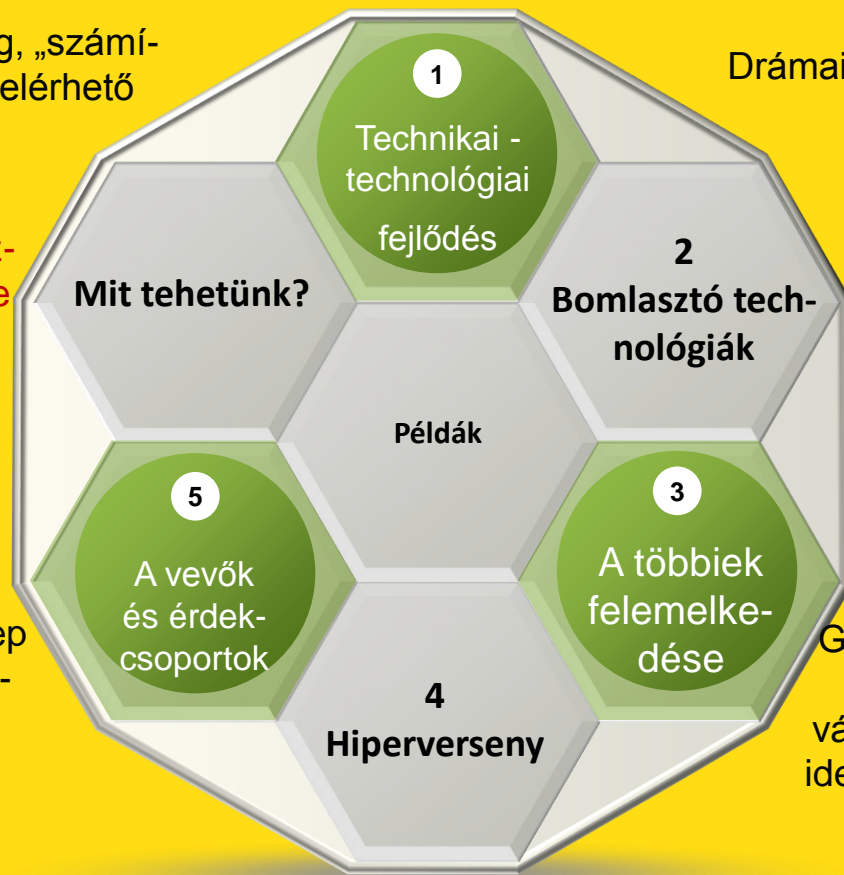 g, „számí-
elérhető
Drámai
1
Technikai -
technológiai
fejlődés
2
Bomlasztó tech-
nológiák
Mit tehetünk?
Példák
3
A többiek
felemelke-
dése
4
Hiperverseny
5
A vevők
és érdek-
csoportok
ep
G
vá
ide